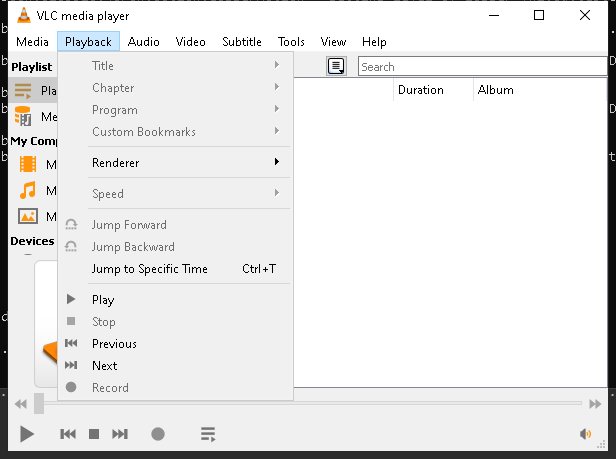 VLC media player
Media Playback Audio Video Subtitle Tools View Help
Playlist
Search
Duration Album
Title
Chapter
Program
Custom Bookmarks
Renderer
Speed
Jump Forward
Jump Backward
Jump to Specific Time Ctrl+T
Play
Stop
Previous
Next
Record
Pla
Me
My Comp
M
M
M
Devices